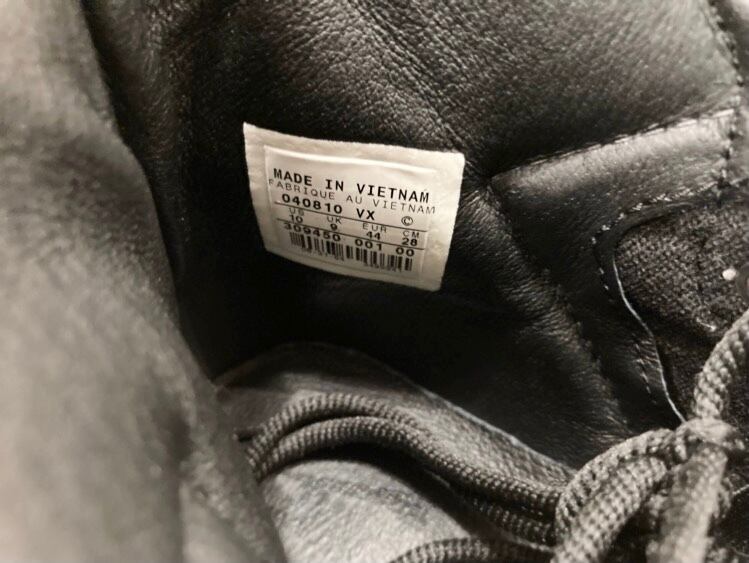 MADE IN VIETNAM
FABRIQUE AU VIETNAM
040810 VX ©
US UK EUR CM
10 9 44 28
309450 001 00